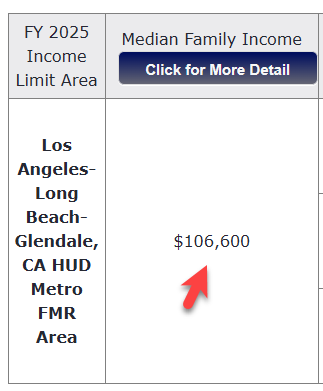 FY 2025
Income
Limit Area
Median Family Income
Click for More Detail
Los
Angeles-
Long
Beach-
Glendale,
CA HUD
Metro
FMR
Area
$106,600